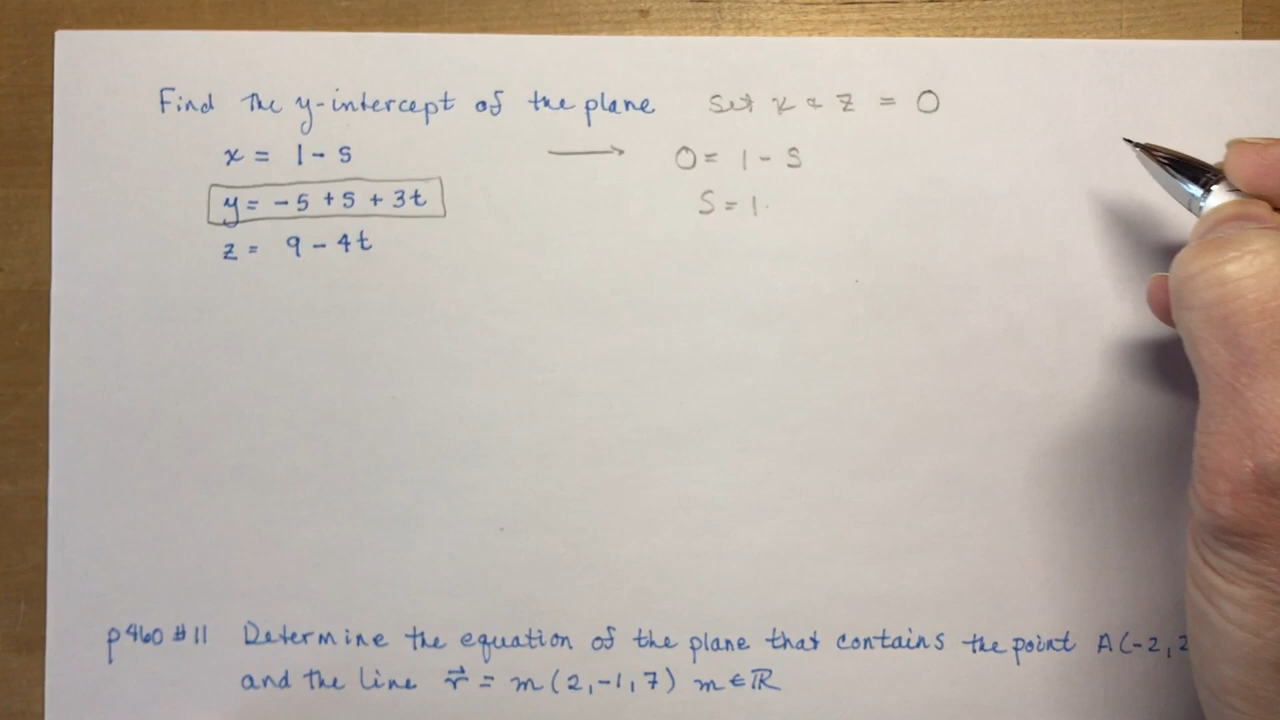 Find the y-intercept of the plane Set x & z = 0
x = 1 - s → 0 = 1 - s
y = -5 + s + 3t s = 1
z = 9 - 4t
p460 #11 Determine the equation of the plane that contains the point A(-2, 2
and the line r⃗ = m(2, -1, 7) m ∈ ℝ